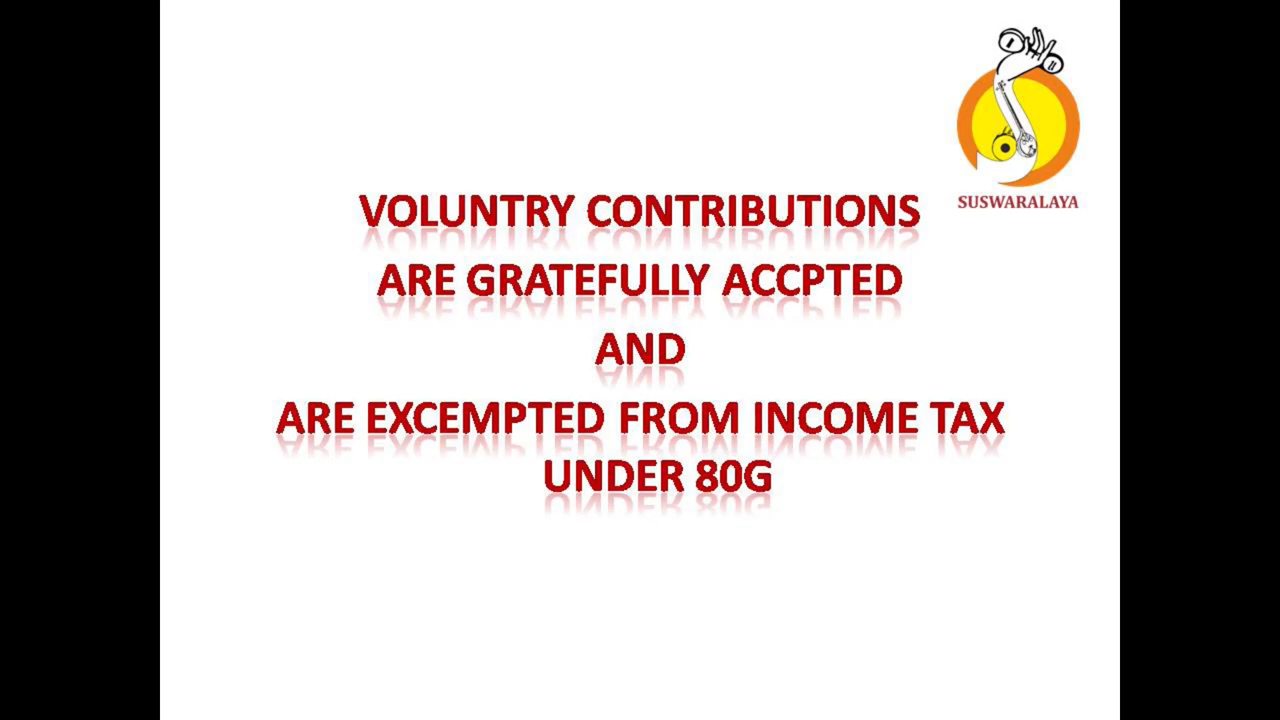 SUSWARALAYA
VOLUNTRY CONTRIBUTIONS
ARE GRATEFULLY ACCPTED
AND
ARE EXCEMPTED FROM INCOME TAX
UNDER 80G